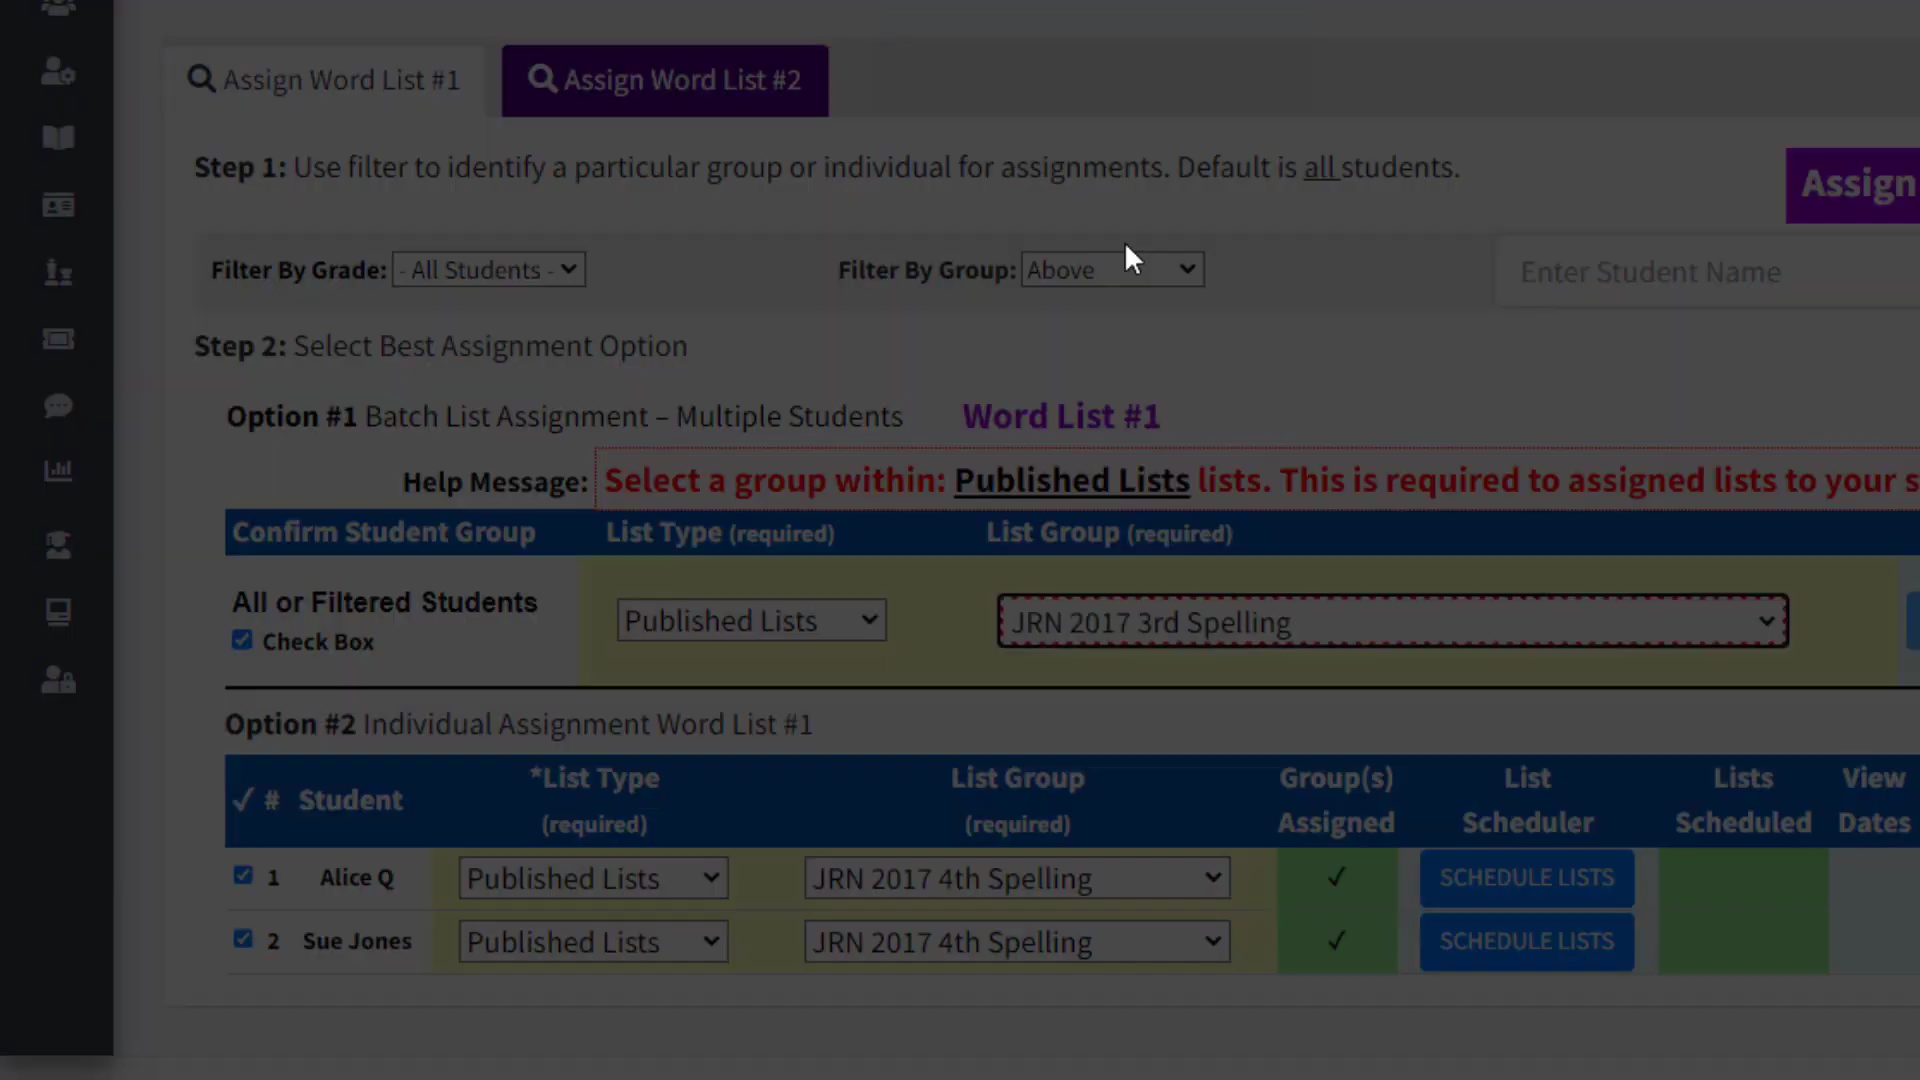 Assign Word List #1 Assign Word List #2
Step 1: Use filter to identify a particular group or individual for assignments. Default is all students.
Assign
Filter By Grade: - All Students - Filter By Group: Above Enter Student Name
Step 2: Select Best Assignment Option
Option #1 Batch List Assignment – Multiple Students Word List #1
Help Message: Select a group within: Published Lists lists. This is required to assigned lists to your s
Confirm Student Group List Type (required) List Group (required)
All or Filtered Students
Check Box
Published Lists JRN 2017 3rd Spelling
Option #2 Individual Assignment Word List #1
✓ # Student *List Type (required) List Group (required) Group(s) Assigned List Scheduler Lists Scheduled View Dates
1 Alice Q Published Lists JRN 2017 4th Spelling ✓ SCHEDULE LISTS
2 Sue Jones Published Lists JRN 2017 4th Spelling ✓ SCHEDULE LISTS